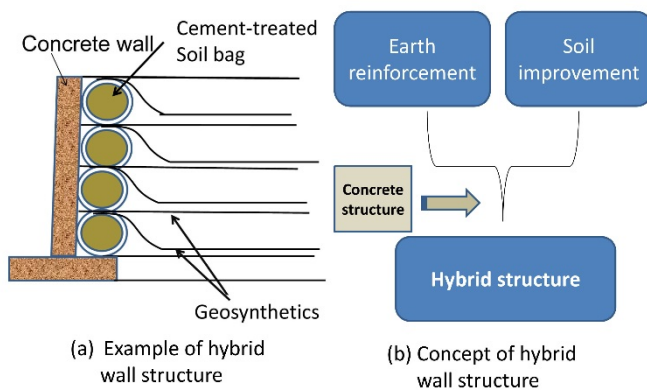 Concrete wall
Cement-treated
Soil bag
Geosynthetics
(a) Example of hybrid
wall structure
Earth
reinforcement
Soil
improvement
Concrete
structure
Hybrid structure
(b) Concept of hybrid
wall structure